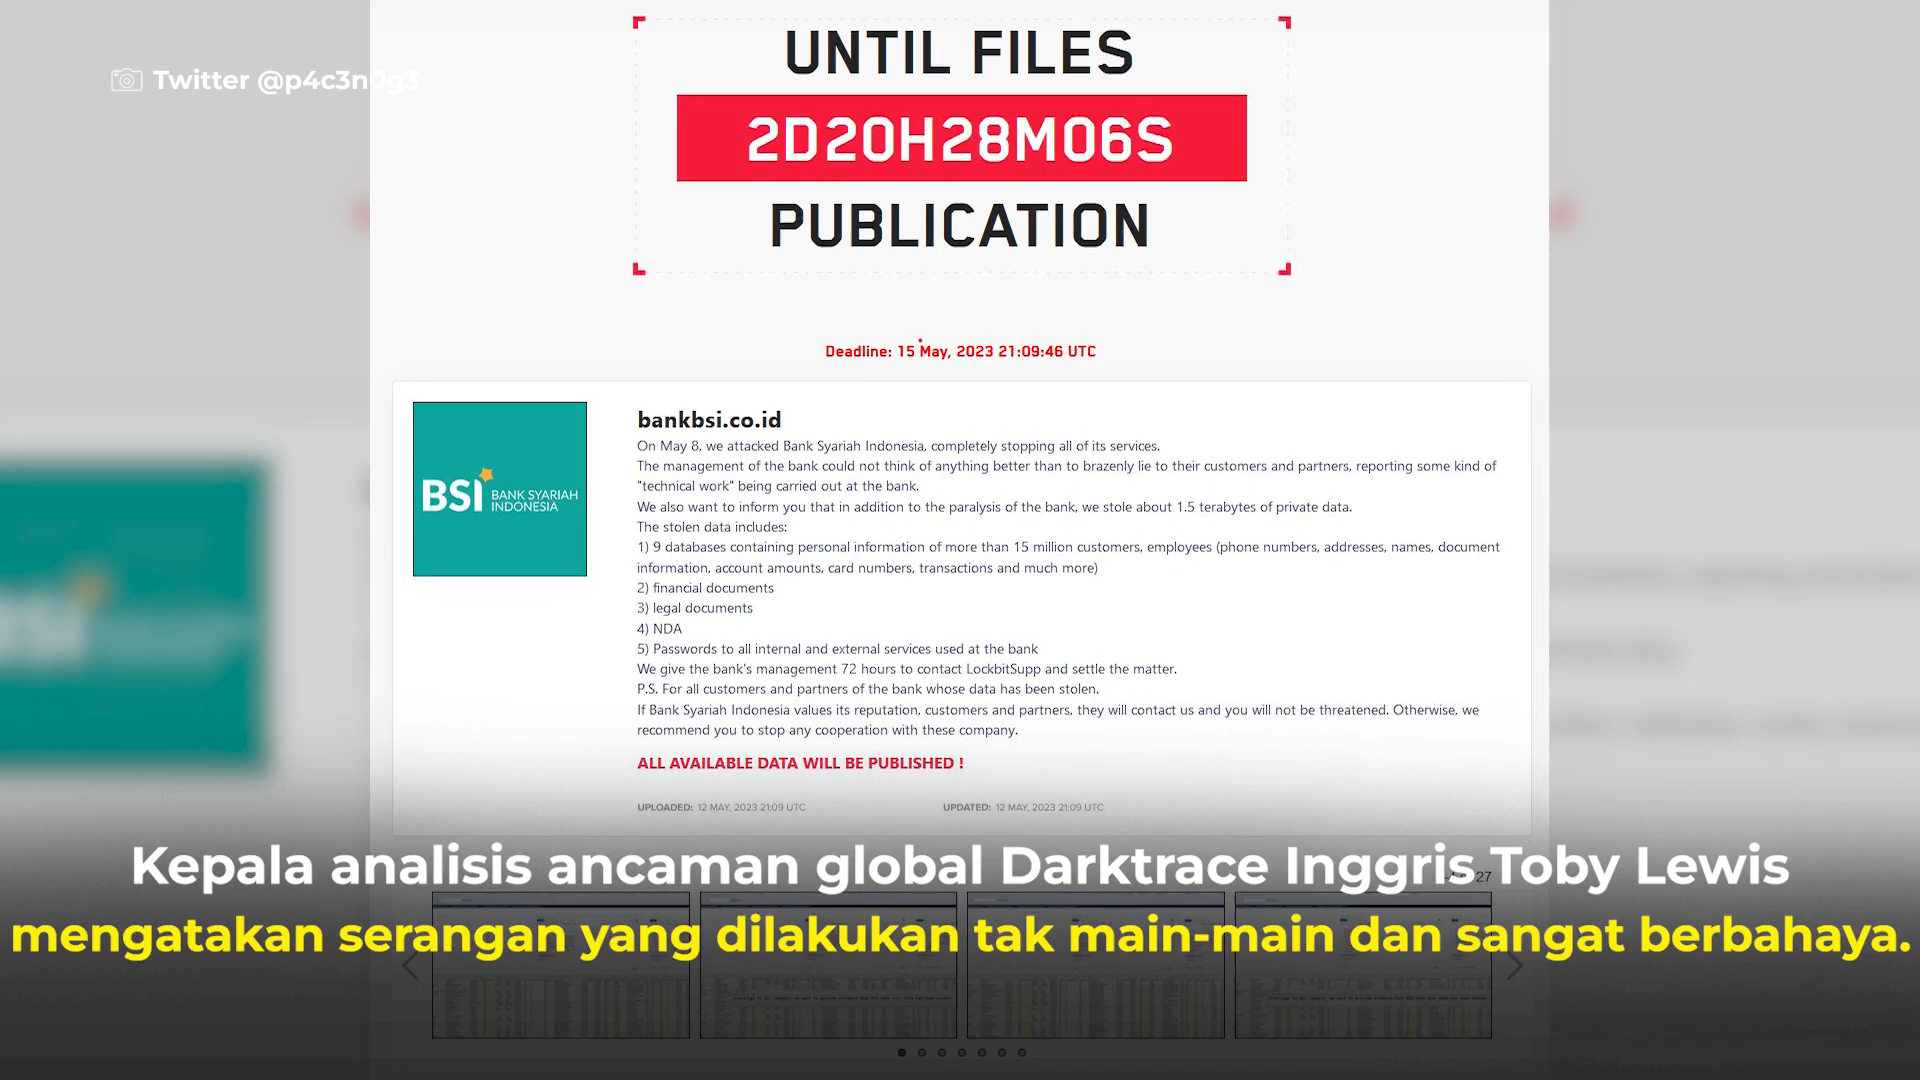 Twitter @p4c3n0g3
UNTIL FILES
2D20H28M06S
PUBLICATION
Deadline: 15 May, 2023 21:09:46 UTC
BSI BANK SYARIAH
INDONESIA
bankbsi.co.id
On May 8, we attacked Bank Syariah Indonesia, completely stopping all of its services.
The management of the bank could not think of anything better than to brazenly lie to their customers and partners, reporting some kind of
"technical work" being carried out at the bank.
We also want to inform you that in addition to the paralysis of the bank, we stole about 1.5 terabytes of private data.
The stolen data includes:
1) 9 databases containing personal information of more than 15 million customers, employees (phone numbers, addresses, names, document
information, account amounts, card numbers, transactions and much more)
2) financial documents
3) legal documents
4) NDA
5) Passwords to all internal and external services used at the bank
We give the bank's management 72 hours to contact LockbitSupp and settle the matter.
P.S. For all customers and partners of the bank whose data has been stolen.
If Bank Syariah Indonesia values its reputation, customers and partners, they will contact us and you will not be threatened. Otherwise, we
recommend you to stop any cooperation with these company.
ALL AVAILABLE DATA WILL BE PUBLISHED !
UPLOADED: 12 MAY, 2023 21:09 UTC
UPDATED: 12 MAY, 2023 21:09 UTC
Kepala analisis ancaman global Darktrace Inggris Toby Lewis
mengatakan serangan yang dilakukan tak main-main dan sangat berbahaya.